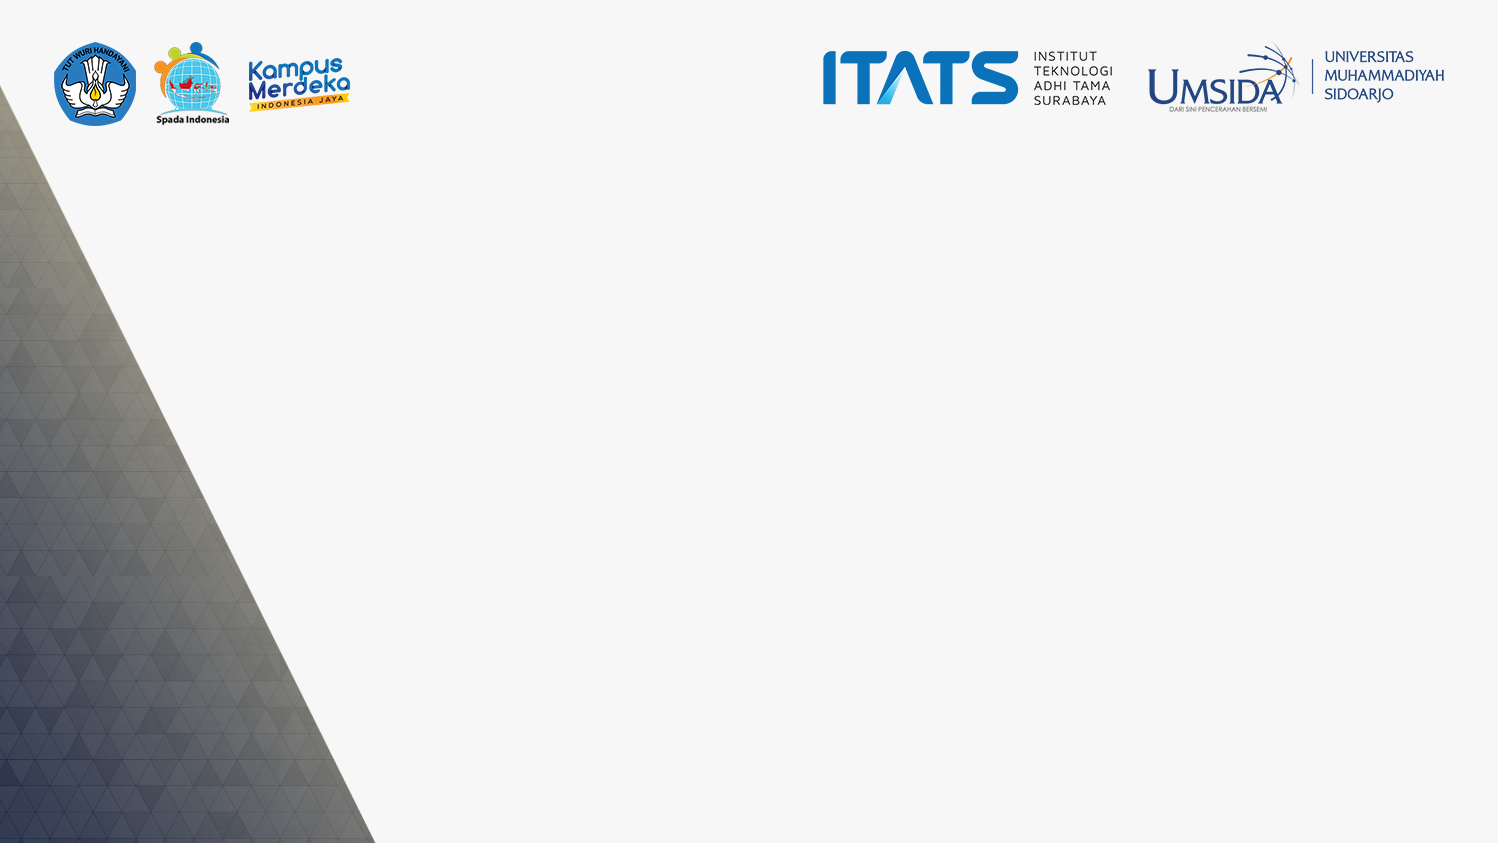 TUT WURI HANDAYANI
Spada Indonesia
Kampus
Merdeka
INDONESIA JAYA
ITATS
INSTITUT
TEKNOLOGI
ADHI TAMA
SURABAYA
UMSIDA
DARI SINI PENCERAHAN BERSEMI
UNIVERSITAS
MUHAMMADIYAH
SIDOARJO